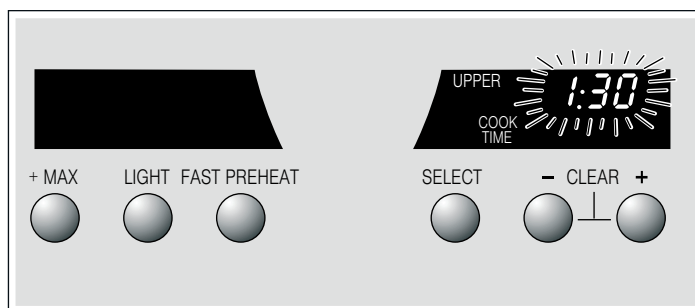 UPPER
1:30
COOK
TIME
+ MAX LIGHT FAST PREHEAT SELECT − CLEAR +